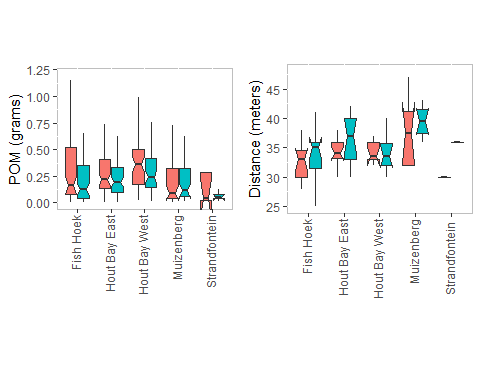 POM (grams)
1.25
1.00
0.75
0.50
0.25
0.00
Fish Hoek
Hout Bay East
Hout Bay West
Muizenberg
Strandfontein
Distance (meters)
45
40
35
30
25
Fish Hoek
Hout Bay East
Hout Bay West
Muizenberg
Strandfontein